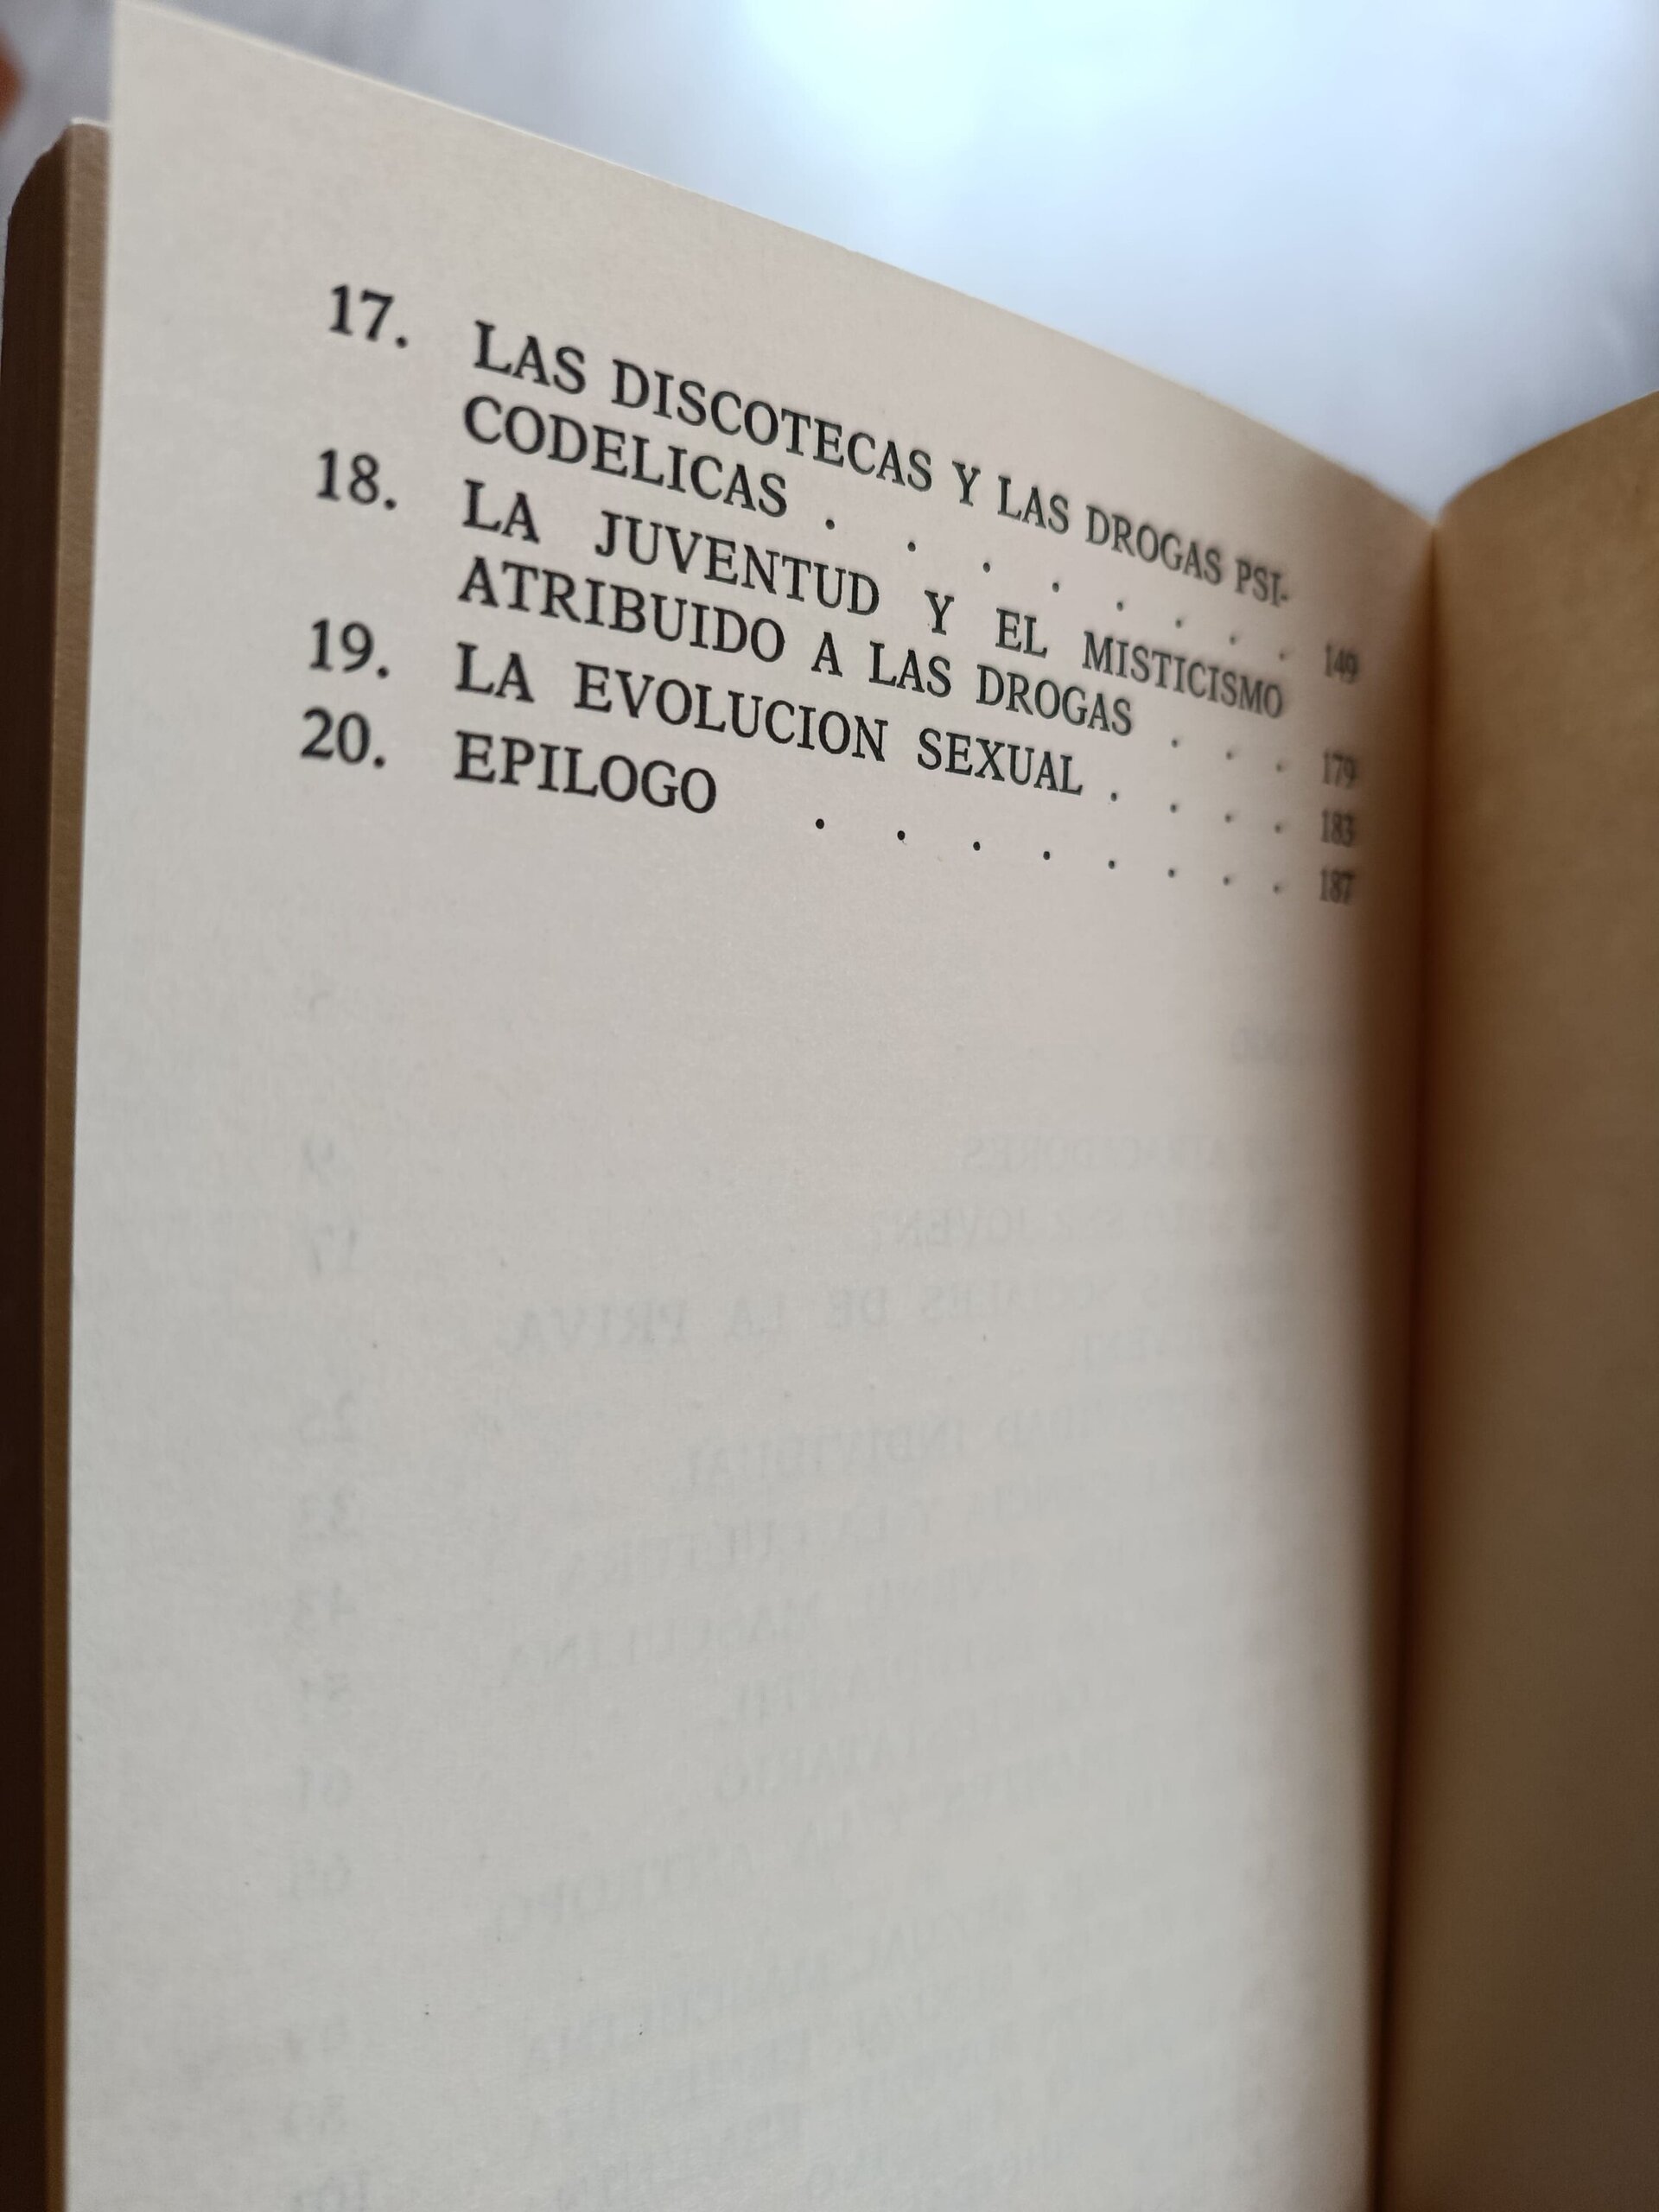 17. LAS DISCOTECAS Y LAS DROGAS PSI-
CODELICAS . . . . . . . . 149
18. LA JUVENTUD Y EL MISTICISMO
ATRIBUIDO A LAS DROGAS . . . 179
19. LA EVOLUCION SEXUAL . . . . 183
20. EPILOGO . . . . . . . . 187